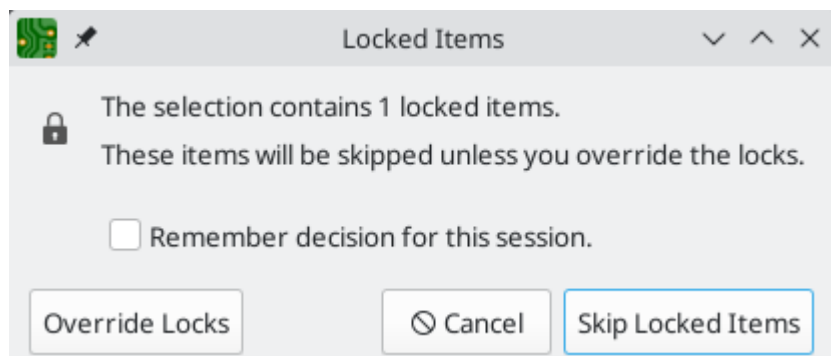 Locked Items
The selection contains 1 locked items.
These items will be skipped unless you override the locks.
Remember decision for this session.
Override Locks
Cancel
Skip Locked Items